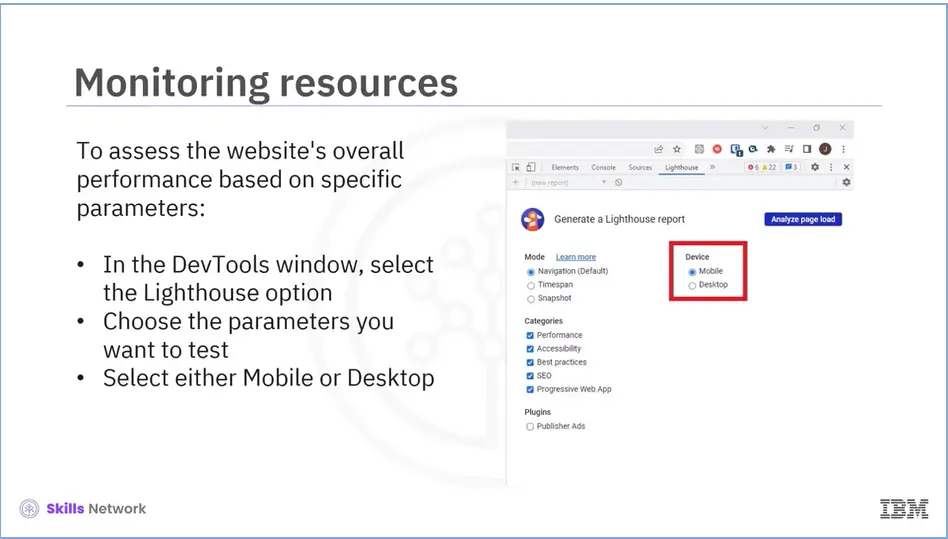 Monitoring resources
To assess the website's overall
performance based on specific
parameters:
• In the DevTools window, select
the Lighthouse option
• Choose the parameters you
want to test
• Select either Mobile or Desktop
J
Elements Console Sources Lighthouse » 6 22 3
+ (new report)
Generate a Lighthouse report
Analyze page load
Mode Learn more
Navigation (Default)
Timespan
Snapshot
Device
Mobile
Desktop
Categories
Performance
Accessibility
Best practices
SEO
Progressive Web App
Plugins
Publisher Ads
Skills Network
IBM